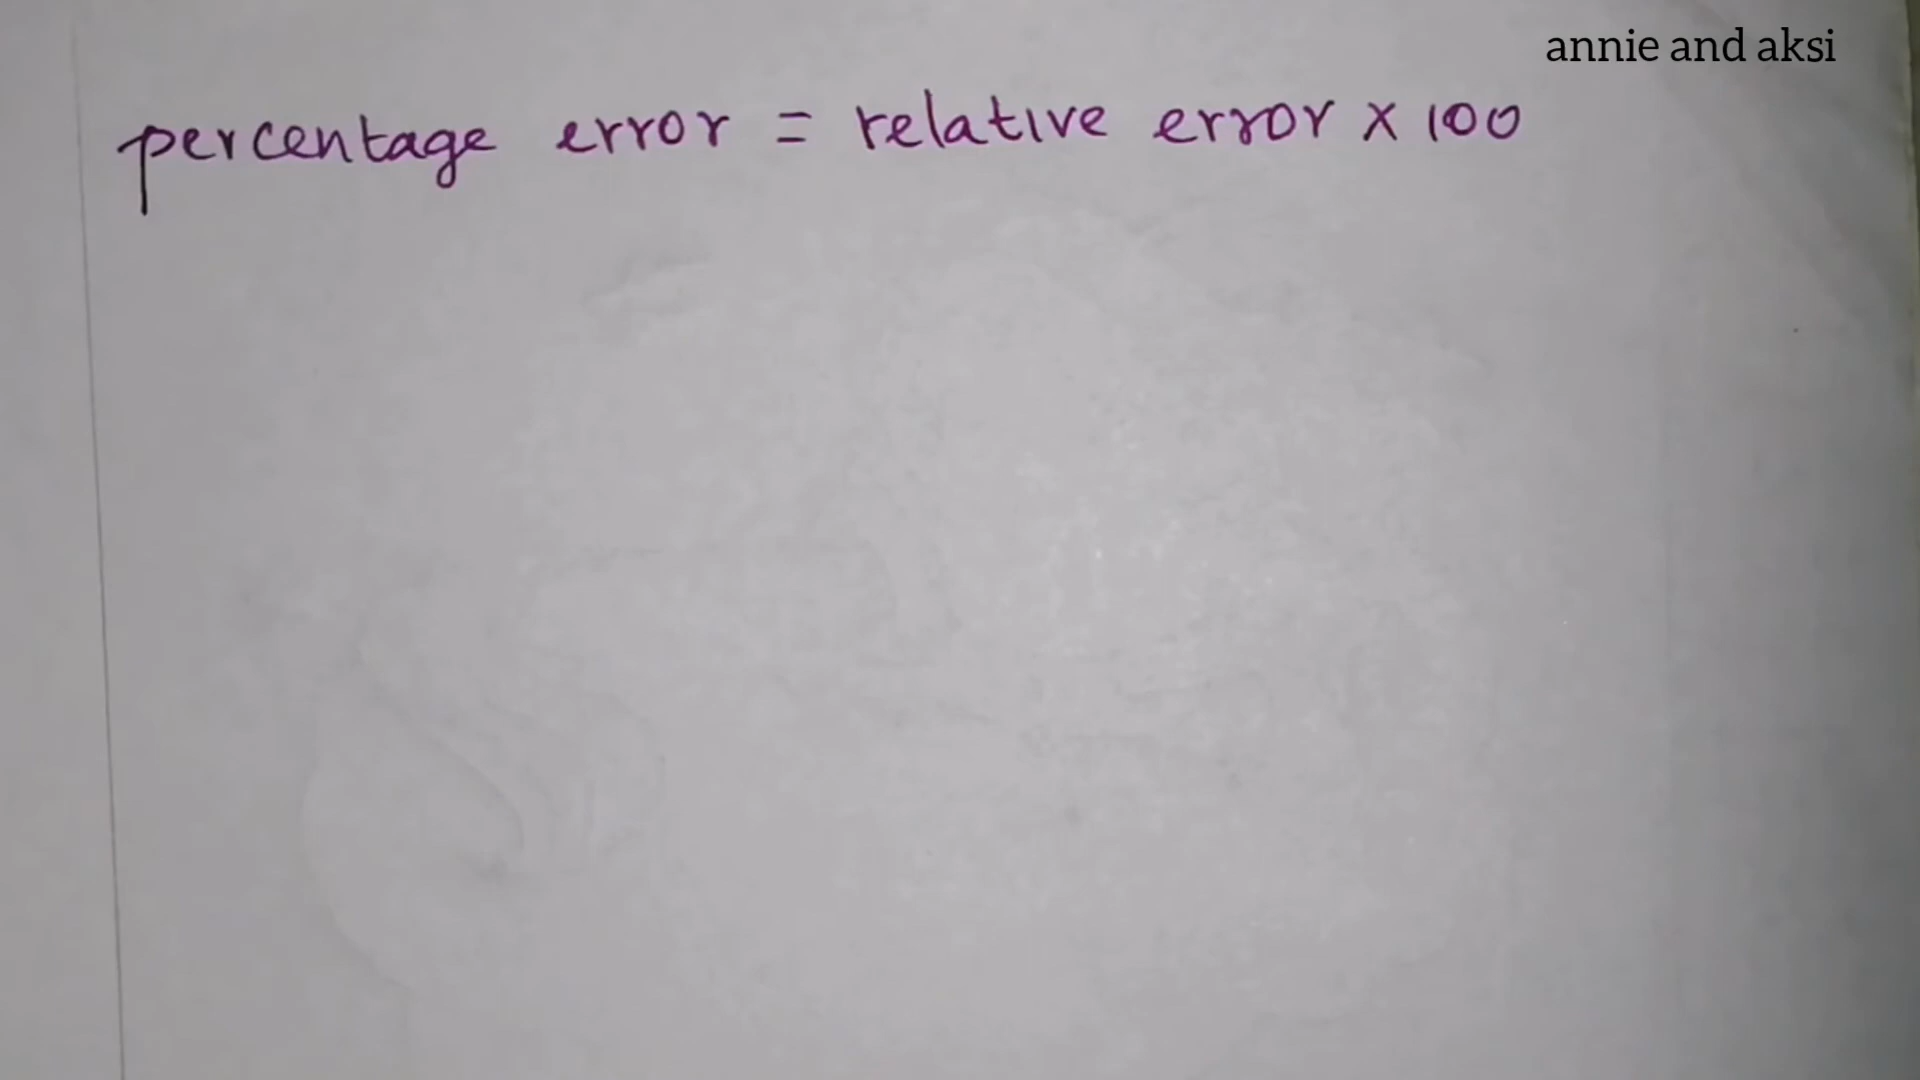 annie and aksi
percentage error = relative error × 100